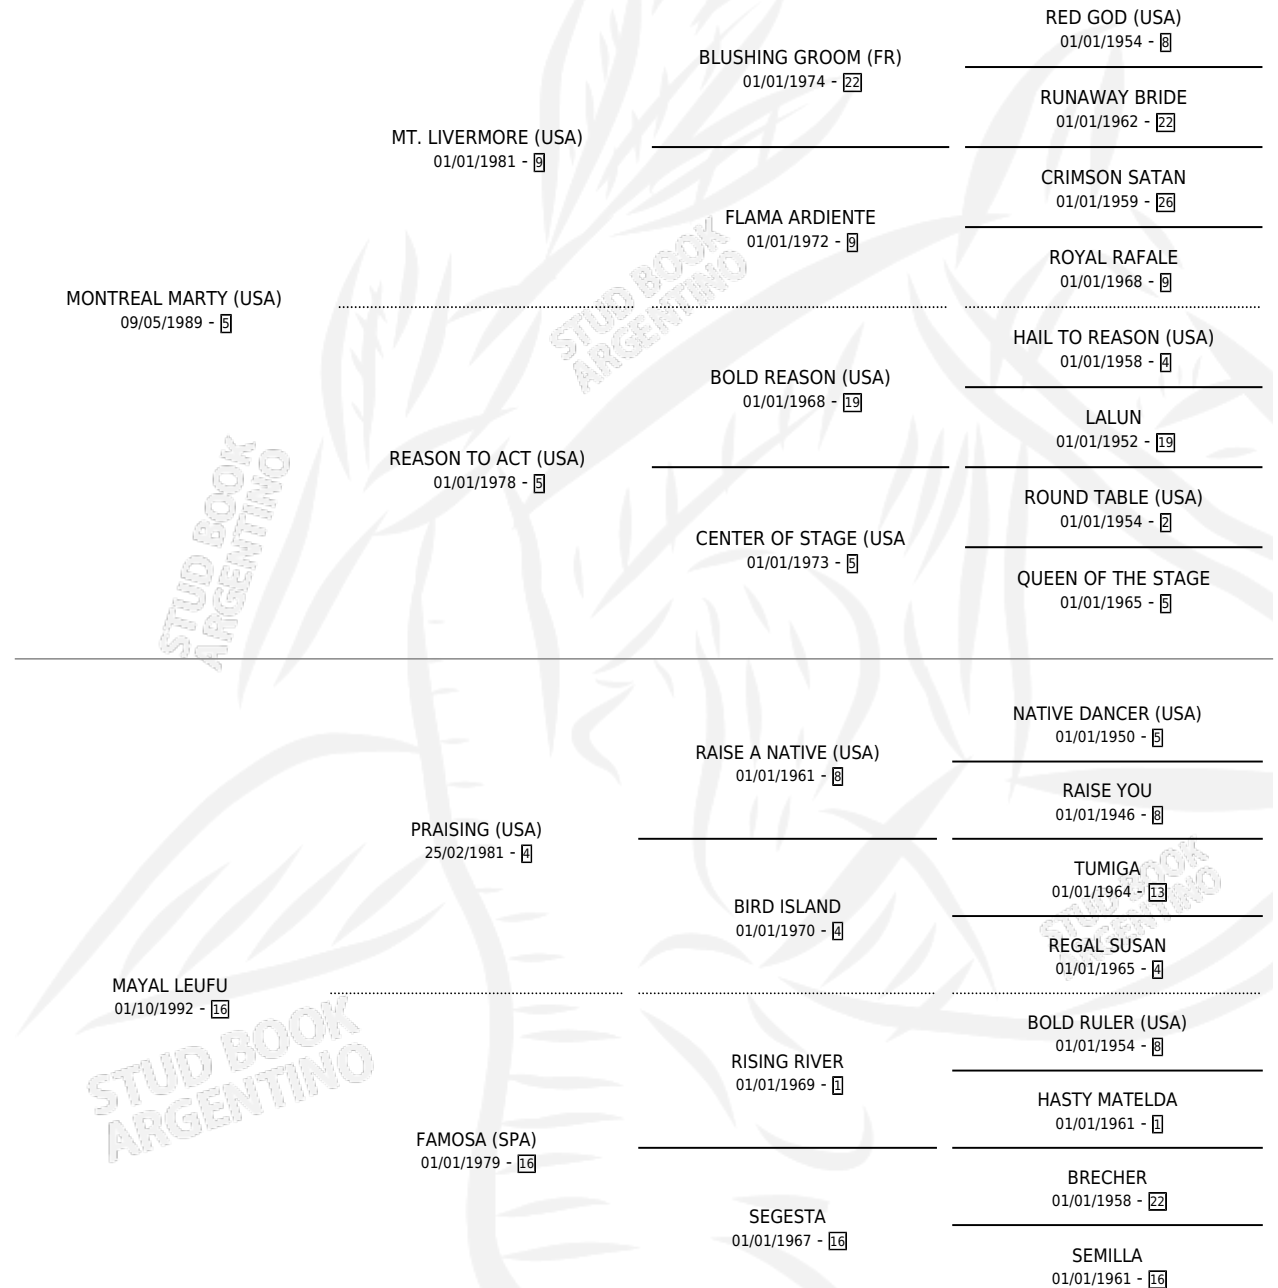 RED GOD (USA)
01/01/1954 - 8
BLUSHING GROOM (FR)
01/01/1974 - 22
RUNAWAY BRIDE
01/01/1962 - 22
MT. LIVERMORE (USA)
01/01/1981 - 9
CRIMSON SATAN
01/01/1959 - 26
FLAMA ARDIENTE
01/01/1972 - 9
ROYAL RAFALE
01/01/1968 - 9
MONTREAL MARTY (USA)
09/05/1989 - 5
HAIL TO REASON (USA)
01/01/1958 - 4
BOLD REASON (USA)
01/01/1968 - 19
LALUN
01/01/1952 - 19
REASON TO ACT (USA)
01/01/1978 - 5
ROUND TABLE (USA)
01/01/1954 - 2
CENTER OF STAGE (USA
01/01/1973 - 5
QUEEN OF THE STAGE
01/01/1965 - 5
STUD BOOK
ARGENTINO
STUD BOOK
ARGENTINO
NATIVE DANCER (USA)
01/01/1950 - 5
RAISE A NATIVE (USA)
01/01/1961 - 8
RAISE YOU
01/01/1946 - 8
PRAISING (USA)
25/02/1981 - 4
TUMIGA
01/01/1964 - 13
BIRD ISLAND
01/01/1970 - 4
REGAL SUSAN
01/01/1965 - 4
STUD BOOK
ARGENTINO
MAYAL LEUFU
01/10/1992 - 16
BOLD RULER (USA)
01/01/1954 - 8
RISING RIVER
01/01/1969 - 1
HASTY MATELDA
01/01/1961 - 1
FAMOSA (SPA)
01/01/1979 - 16
BRECHER
01/01/1958 - 22
SEGESTA
01/01/1967 - 16
SEMILLA
01/01/1961 - 16
STUD BOOK
ARGENTINO